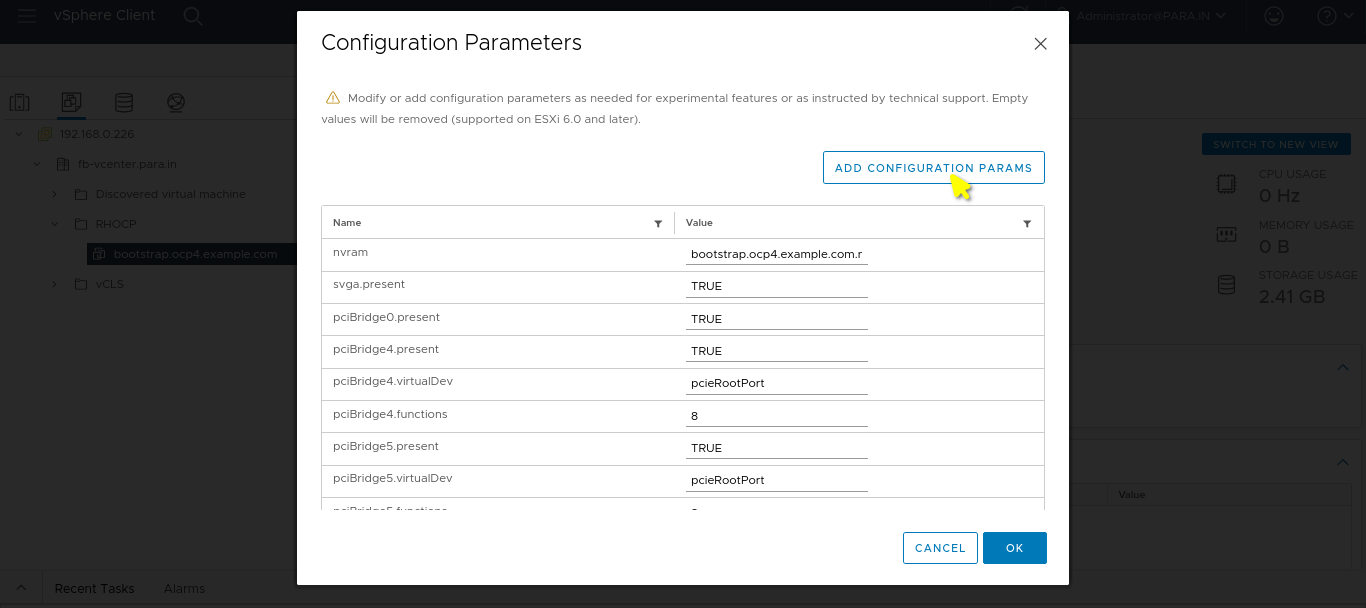 vSphere Client
Administrator@PARA.IN
Configuration Parameters
Modify or add configuration parameters as needed for experimental features or as instructed by technical support. Empty
values will be removed (supported on ESXi 6.0 and later).
ADD CONFIGURATION PARAMS
Name Value
nvram bootstrap.ocp4.example.com.r
svga.present TRUE
pciBridge0.present TRUE
pciBridge4.present TRUE
pciBridge4.virtualDev pcieRootPort
pciBridge4.functions 8
pciBridge5.present TRUE
pciBridge5.virtualDev pcieRootPort
CANCEL OK
192.168.0.226
fb-vcenter.para.in
Discovered virtual machine
RHOCP
bootstrap.ocp4.example.com
vCLS
SWITCH TO NEW VIEW
CPU USAGE
0 Hz
MEMORY USAGE
0 B
STORAGE USAGE
2.41 GB
Value
Recent Tasks Alarms